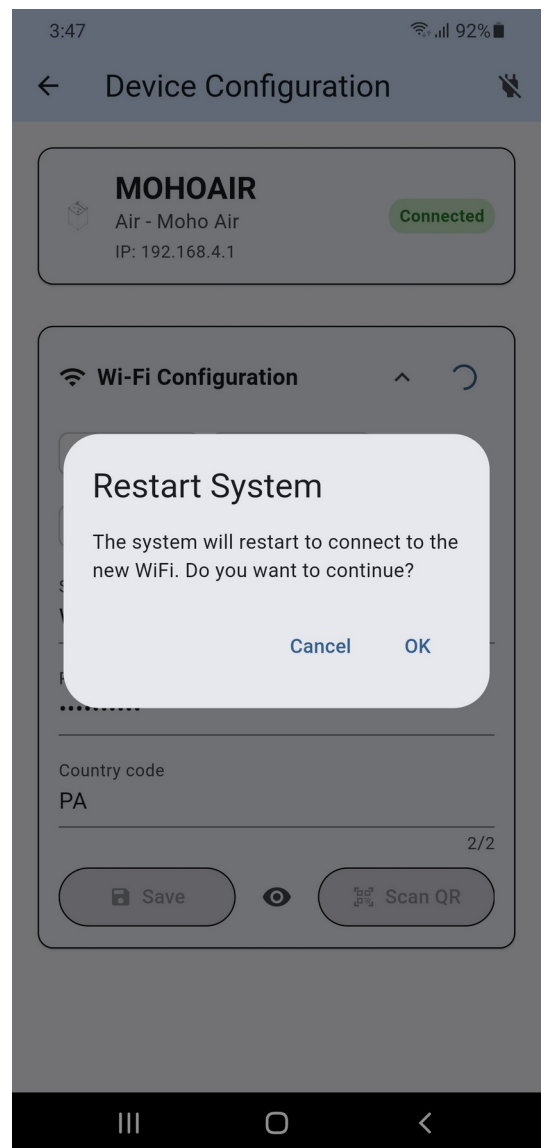 3:47
92%
Device Configuration
MOHOAIR
Air - Moho Air
Connected
IP: 192.168.4.1
Wi-Fi Configuration
Restart System
The system will restart to connect to the
new WiFi. Do you want to continue?
Cancel OK
••••••••••
Country code
PA
2/2
Save
Scan QR